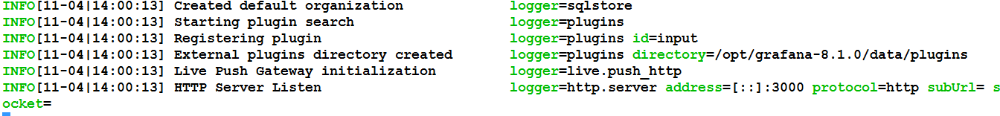 INFO[11-04|14:00:13] Created default organization             logger=sqlstore
INFO[11-04|14:00:13] Starting plugin search                   logger=plugins
INFO[11-04|14:00:13] Registering plugin                       logger=plugins id=input
INFO[11-04|14:00:13] External plugins directory created       logger=plugins directory=/opt/grafana-8.1.0/data/plugins
INFO[11-04|14:00:13] Live Push Gateway initialization         logger=live.push_http
INFO[11-04|14:00:13] HTTP Server Listen                       logger=http.server address=[::]:3000 protocol=http subUrl= s
ocket=